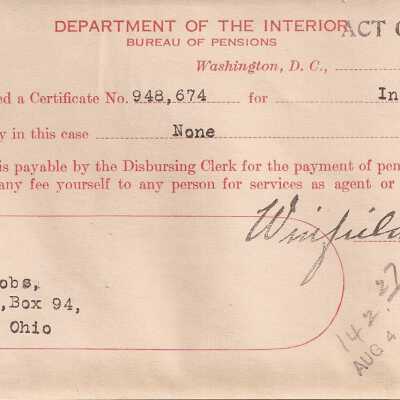 DEPARTMENT OF THE INTERIOR ACT O
BUREAU OF PENSIONS
Washington, D. C.,
ed a Certificate No. 948,674 for In
y in this case None
is payable by the Disbursing Clerk for the payment of pen
any fee yourself to any person for services as agent or
Winfield
obs,
,Box 94,
Ohio
AUG 4